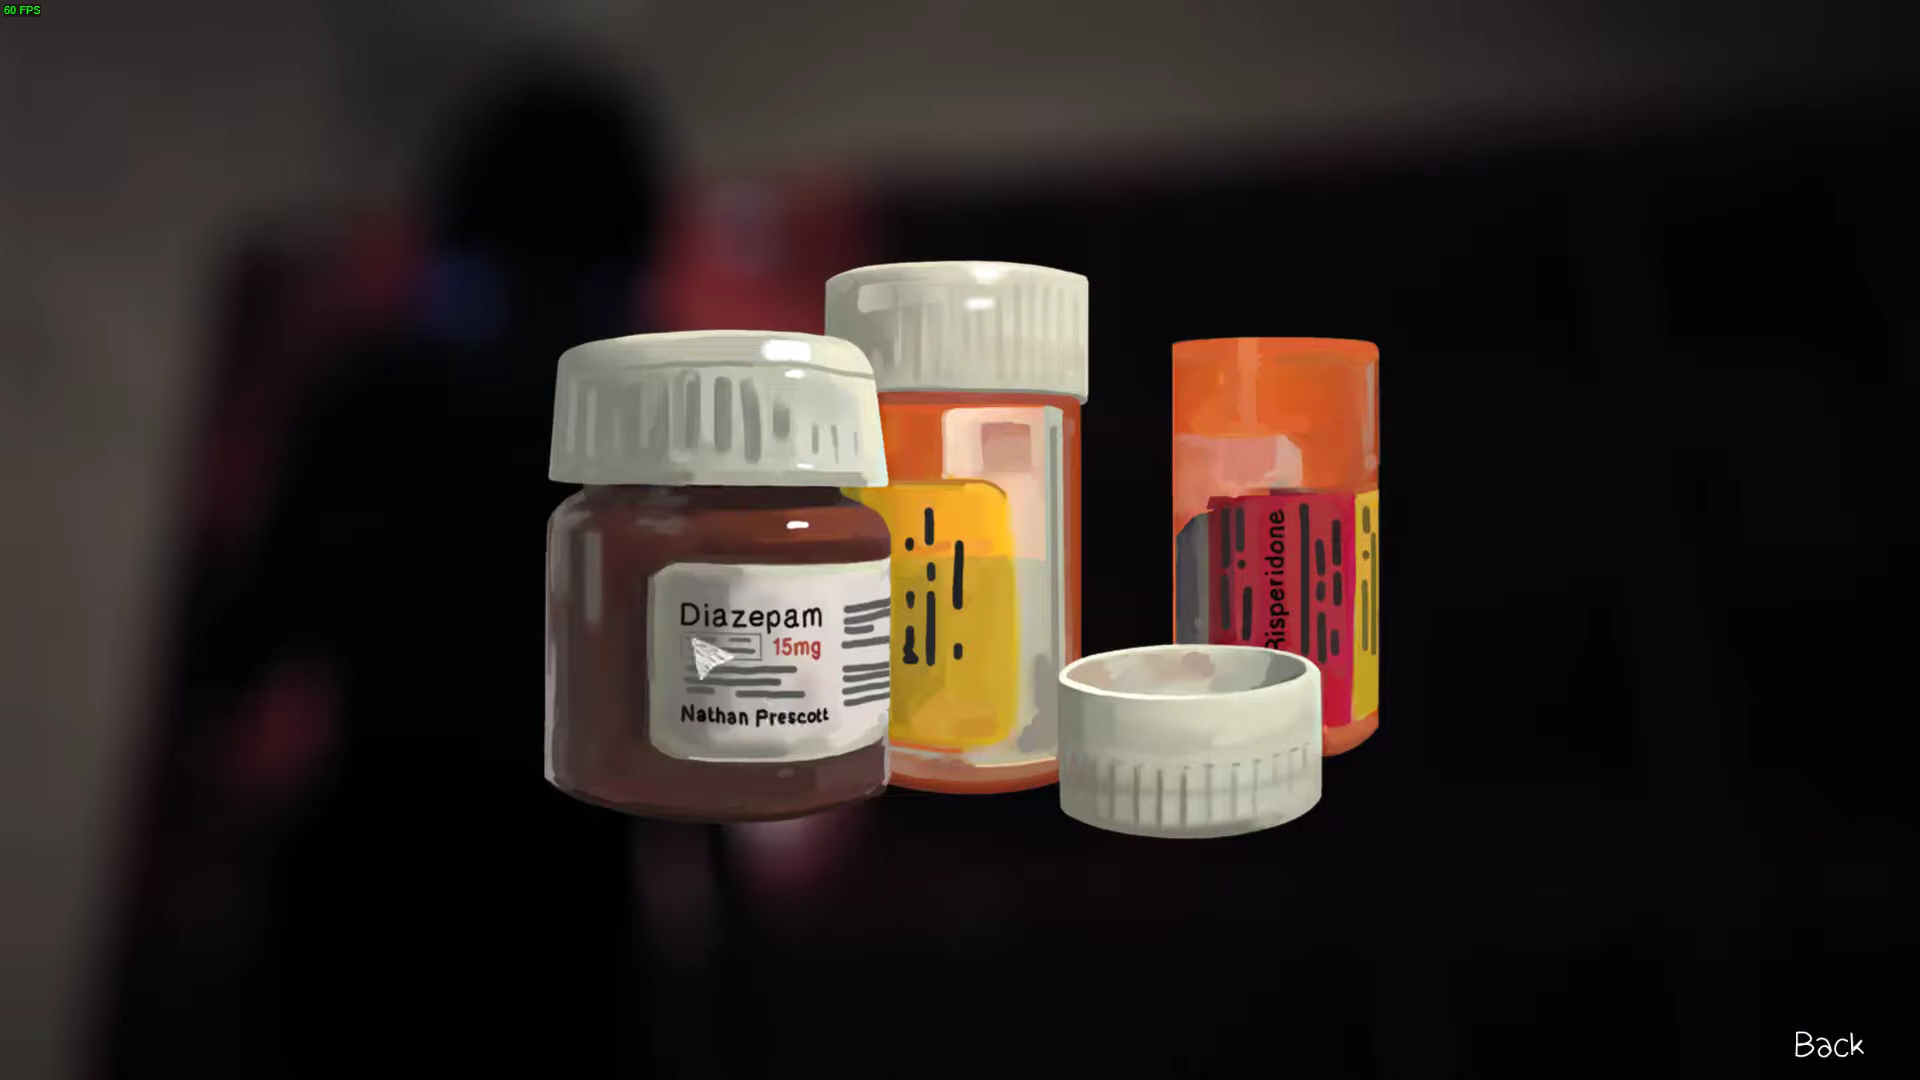 60 FPS
Diazepam
15mg
Nathan Prescott
Risperidone
Back